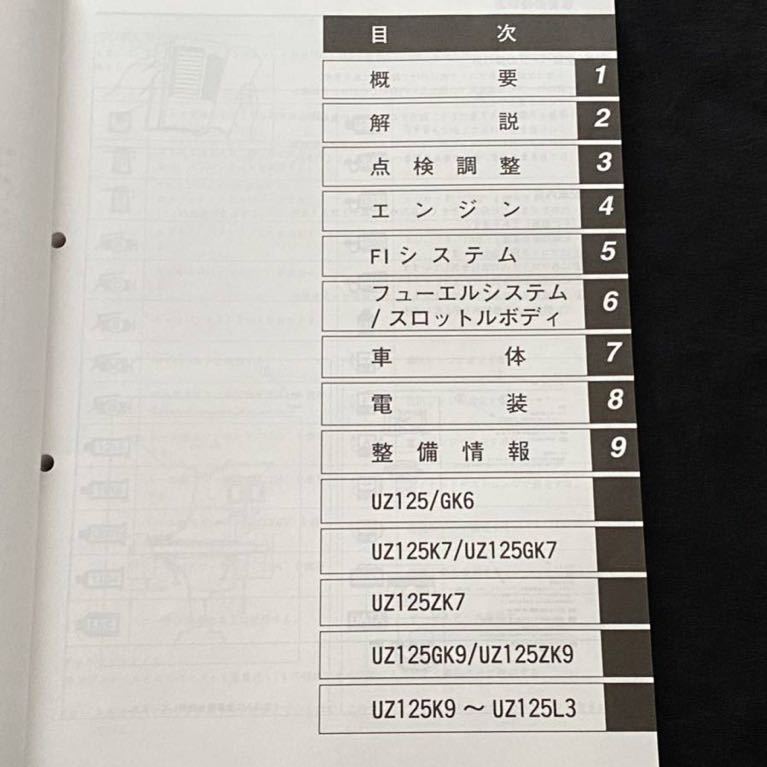 目次
概要 1
解説 2
点検調整 3
エンジン 4
FIシステム 5
フューエルシステム
/スロットルボディ 6
車体 7
電装 8
整備情報 9
UZ125/GK6
UZ125K7/UZ125GK7
UZ125ZK7
UZ125GK9/UZ125ZK9
UZ125K9～UZ125L3